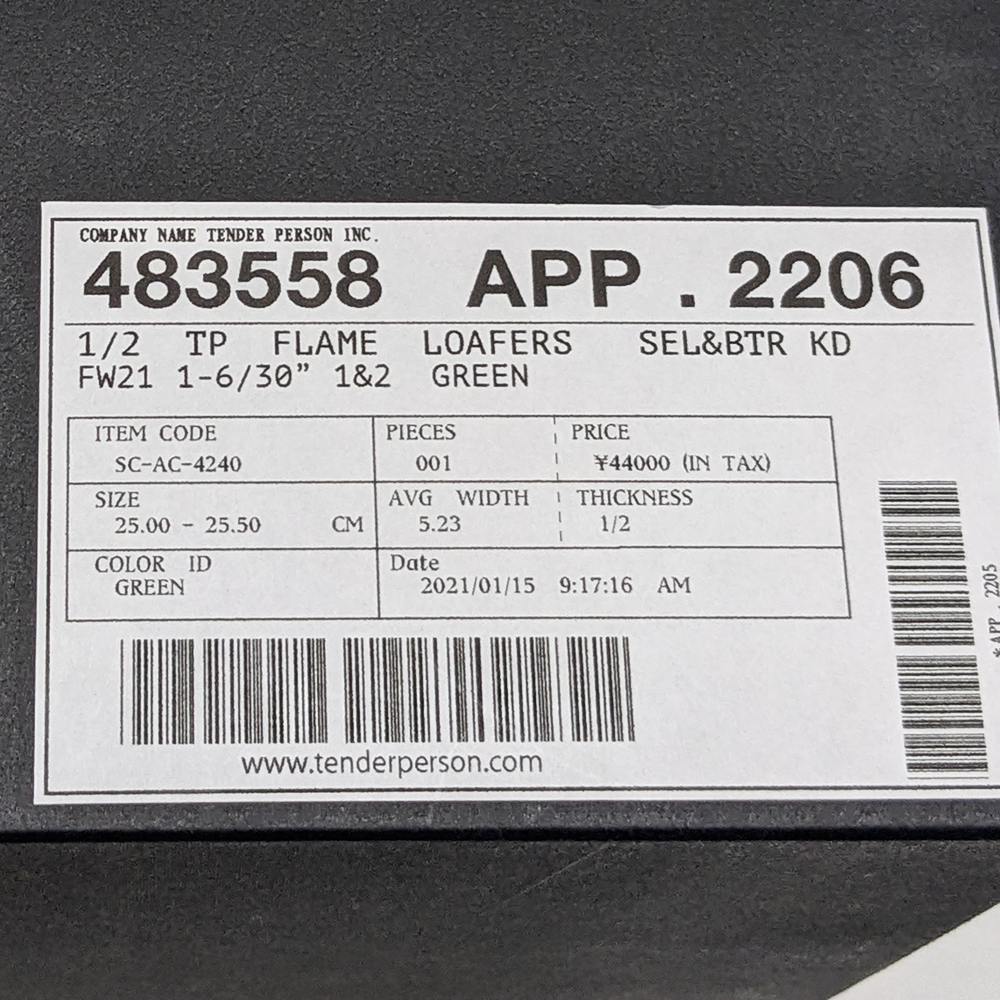 COMPANY NAME TENDER PERSON INC.
483558 APP . 2206
1/2 TP FLAME LOAFERS SEL&BTR KD
FW21 1-6/30” 1&2 GREEN
ITEM CODE PIECES PRICE
SC-AC-4240 001 ¥44000 (IN TAX)
SIZE AVG WIDTH THICKNESS
25.00 - 25.50 CM 5.23 1/2
COLOR ID Date
GREEN 2021/01/15 9:17:16 AM
www.tenderperson.com
*APP . 2205